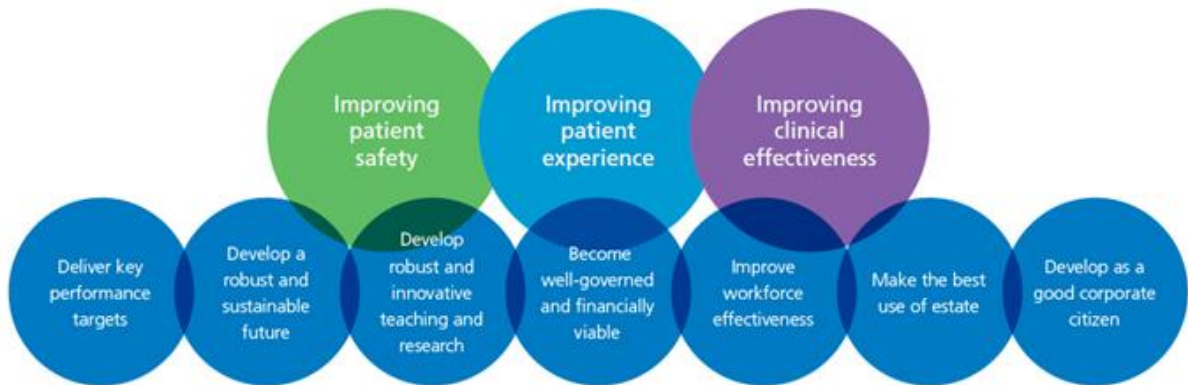 Improving
patient
safety
Improving
patient
experience
Improving
clinical
effectiveness
Deliver key
performance
targets
Develop a
robust and
sustainable
future
Develop
robust and
innovative
teaching and
research
Become
well-governed
and financially
viable
Improve
workforce
effectiveness
Make the best
use of estate
Develop as a
good corporate
citizen